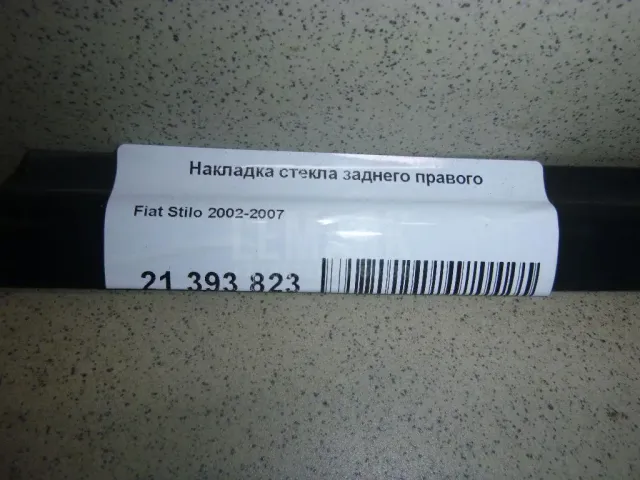 Накладка стекла заднего правого
Fiat Stilo 2002-2007
21 393 823